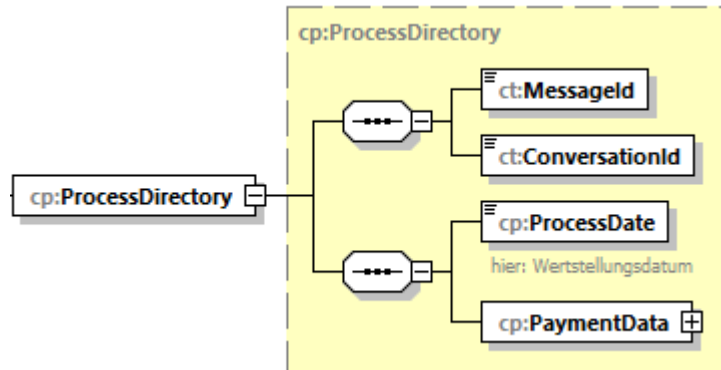 cp:ProcessDirectory
ct:MessageId
ct:ConversationId
cp:ProcessDirectory
cp:ProcessDate
hier: Wertstellungsdatum
cp:PaymentData